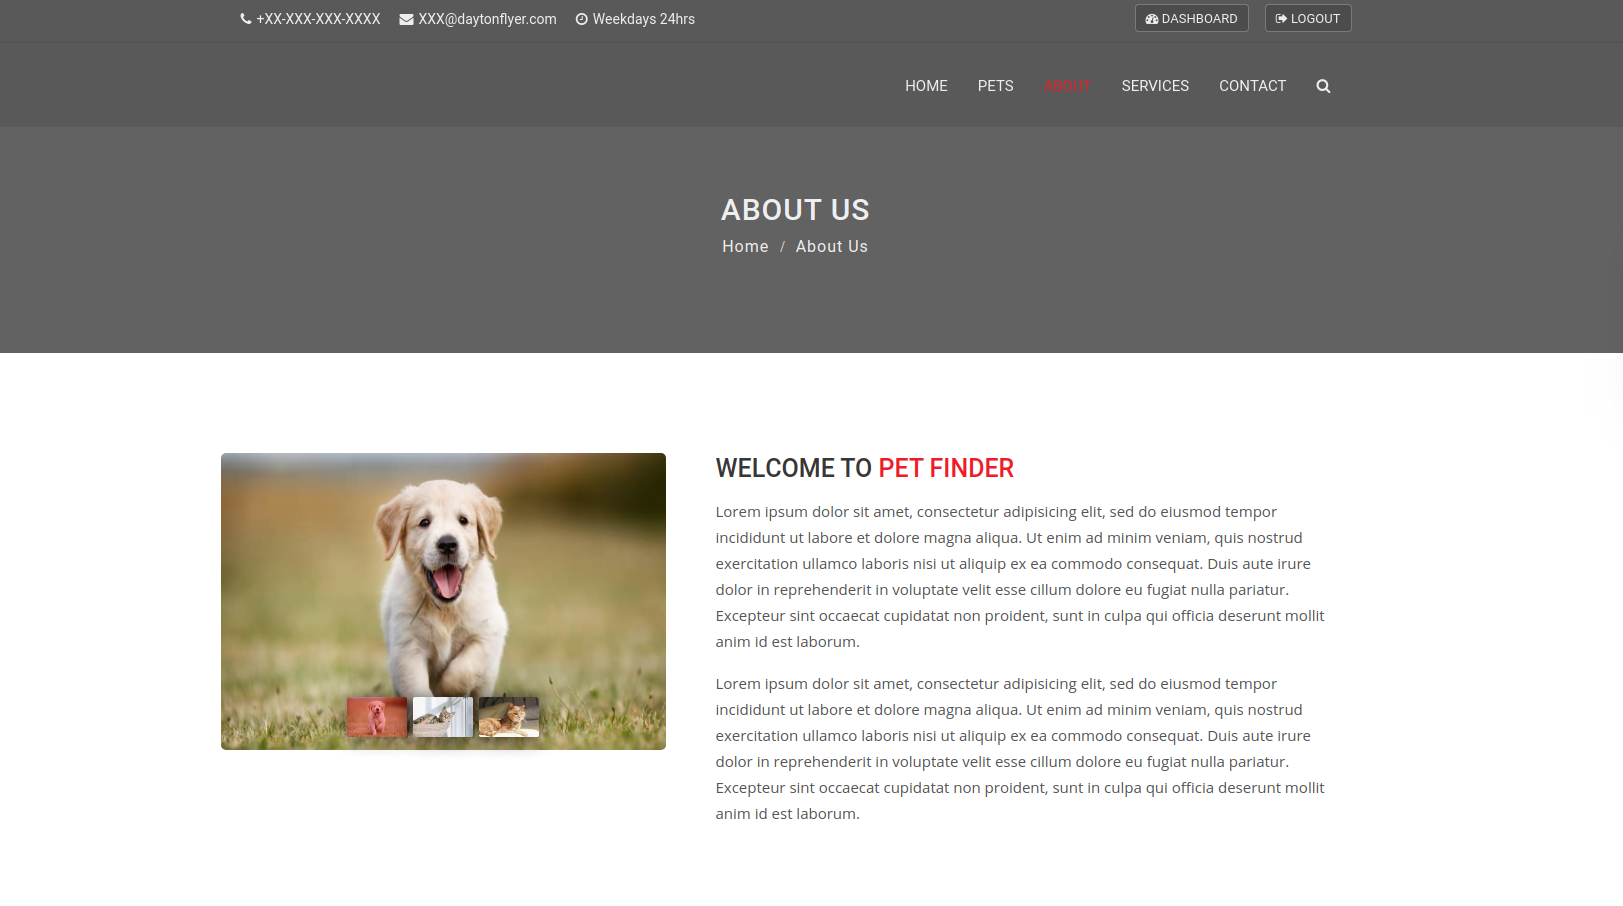 +XX-XXX-XXX-XXXX XXX@daytonflyer.com Weekdays 24hrs DASHBOARD LOGOUT
HOME PETS ABOUT SERVICES CONTACT
ABOUT US
Home / About Us
WELCOME TO PET FINDER
Lorem ipsum dolor sit amet, consectetur adipisicing elit, sed do eiusmod tempor
incididunt ut labore et dolore magna aliqua. Ut enim ad minim veniam, quis nostrud
exercitation ullamco laboris nisi ut aliquip ex ea commodo consequat. Duis aute irure
dolor in reprehenderit in voluptate velit esse cillum dolore eu fugiat nulla pariatur.
Excepteur sint occaecat cupidatat non proident, sunt in culpa qui officia deserunt mollit
anim id est laborum.
Lorem ipsum dolor sit amet, consectetur adipisicing elit, sed do eiusmod tempor
incididunt ut labore et dolore magna aliqua. Ut enim ad minim veniam, quis nostrud
exercitation ullamco laboris nisi ut aliquip ex ea commodo consequat. Duis aute irure
dolor in reprehenderit in voluptate velit esse cillum dolore eu fugiat nulla pariatur.
Excepteur sint occaecat cupidatat non proident, sunt in culpa qui officia deserunt mollit
anim id est laborum.